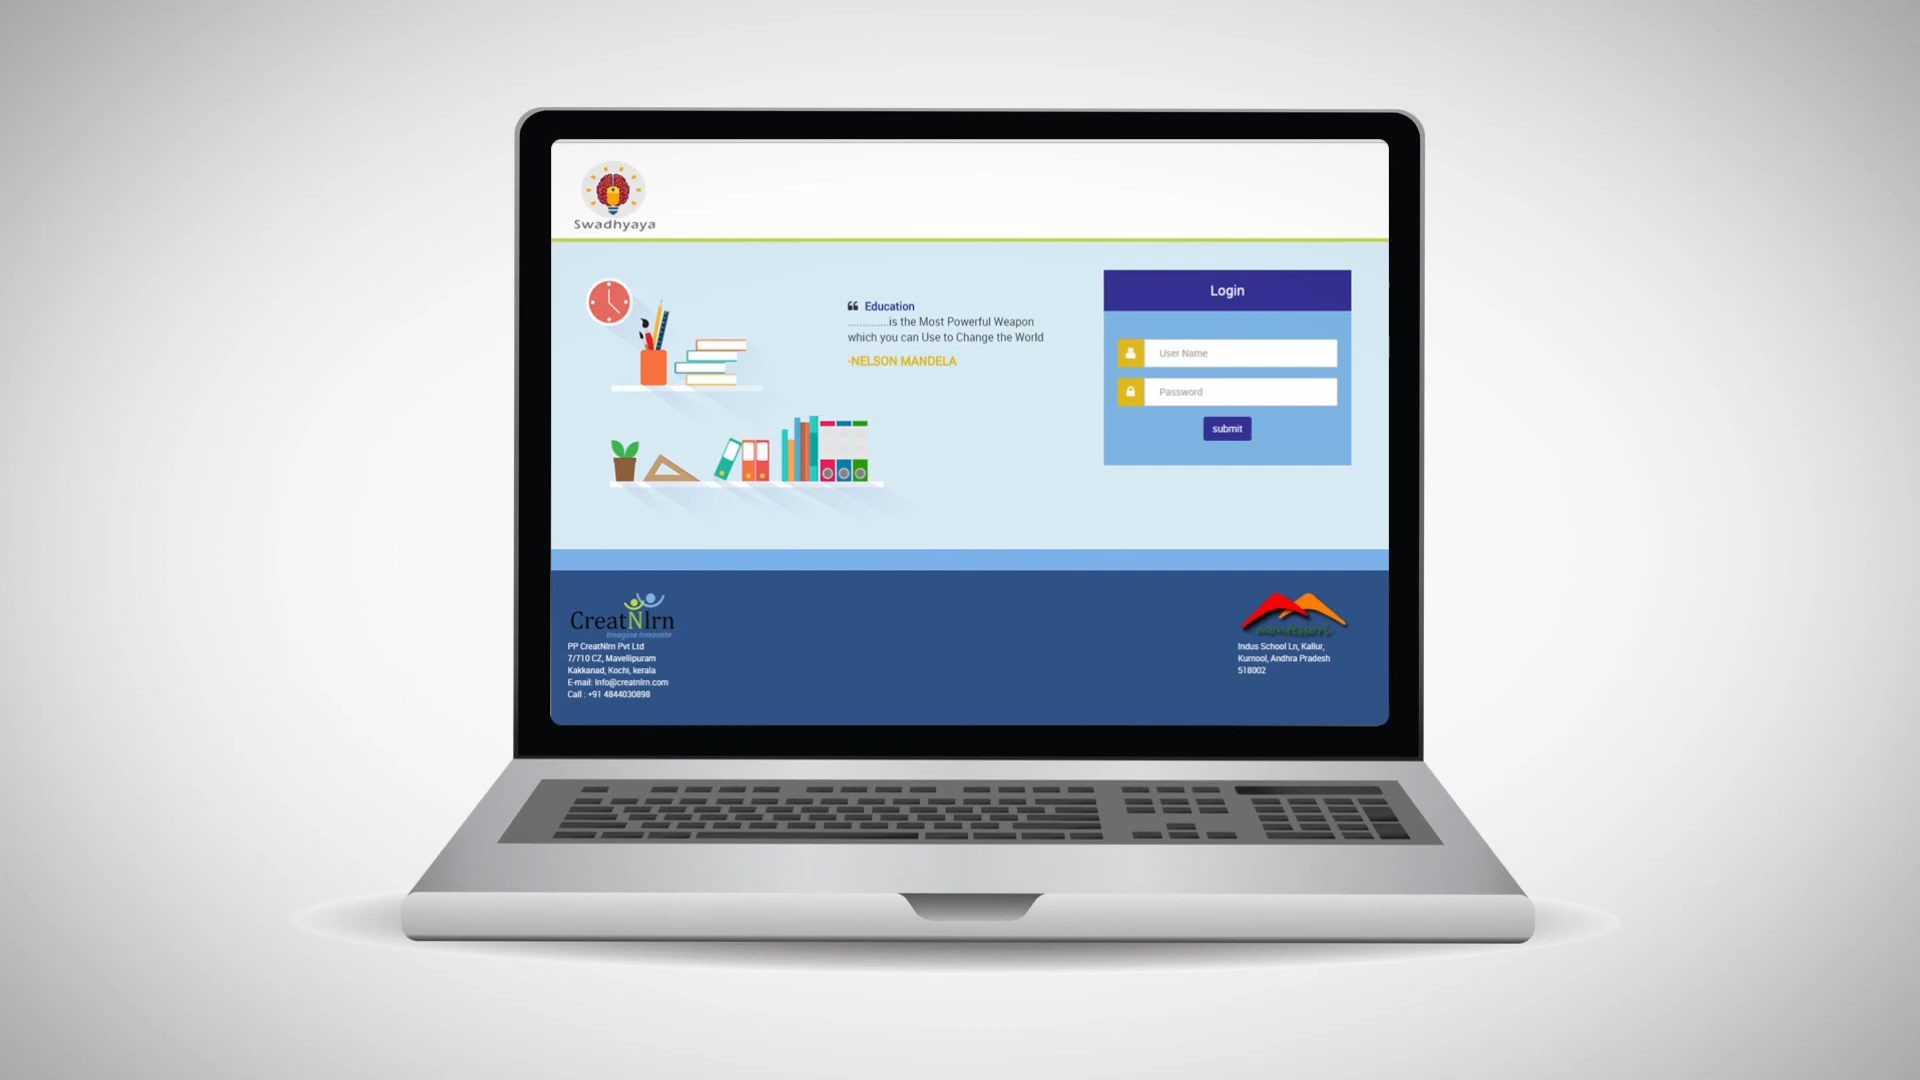 Swadhyaya
Education
..............is the Most Powerful Weapon
which you can Use to Change the World
-NELSON MANDELA
Login
User Name
Password
submit
CreatNlrn
Imagine Innovate
PP CreatNlrn Pvt Ltd
7/710 CZ, Mavellipuram
Kakkanad, Kochi, kerala
E-mail: Info@creatnlrn.com
Call : +91 4844030898
montessori
Indus School Ln, Kallur,
Kurnool, Andhra Pradesh
518002